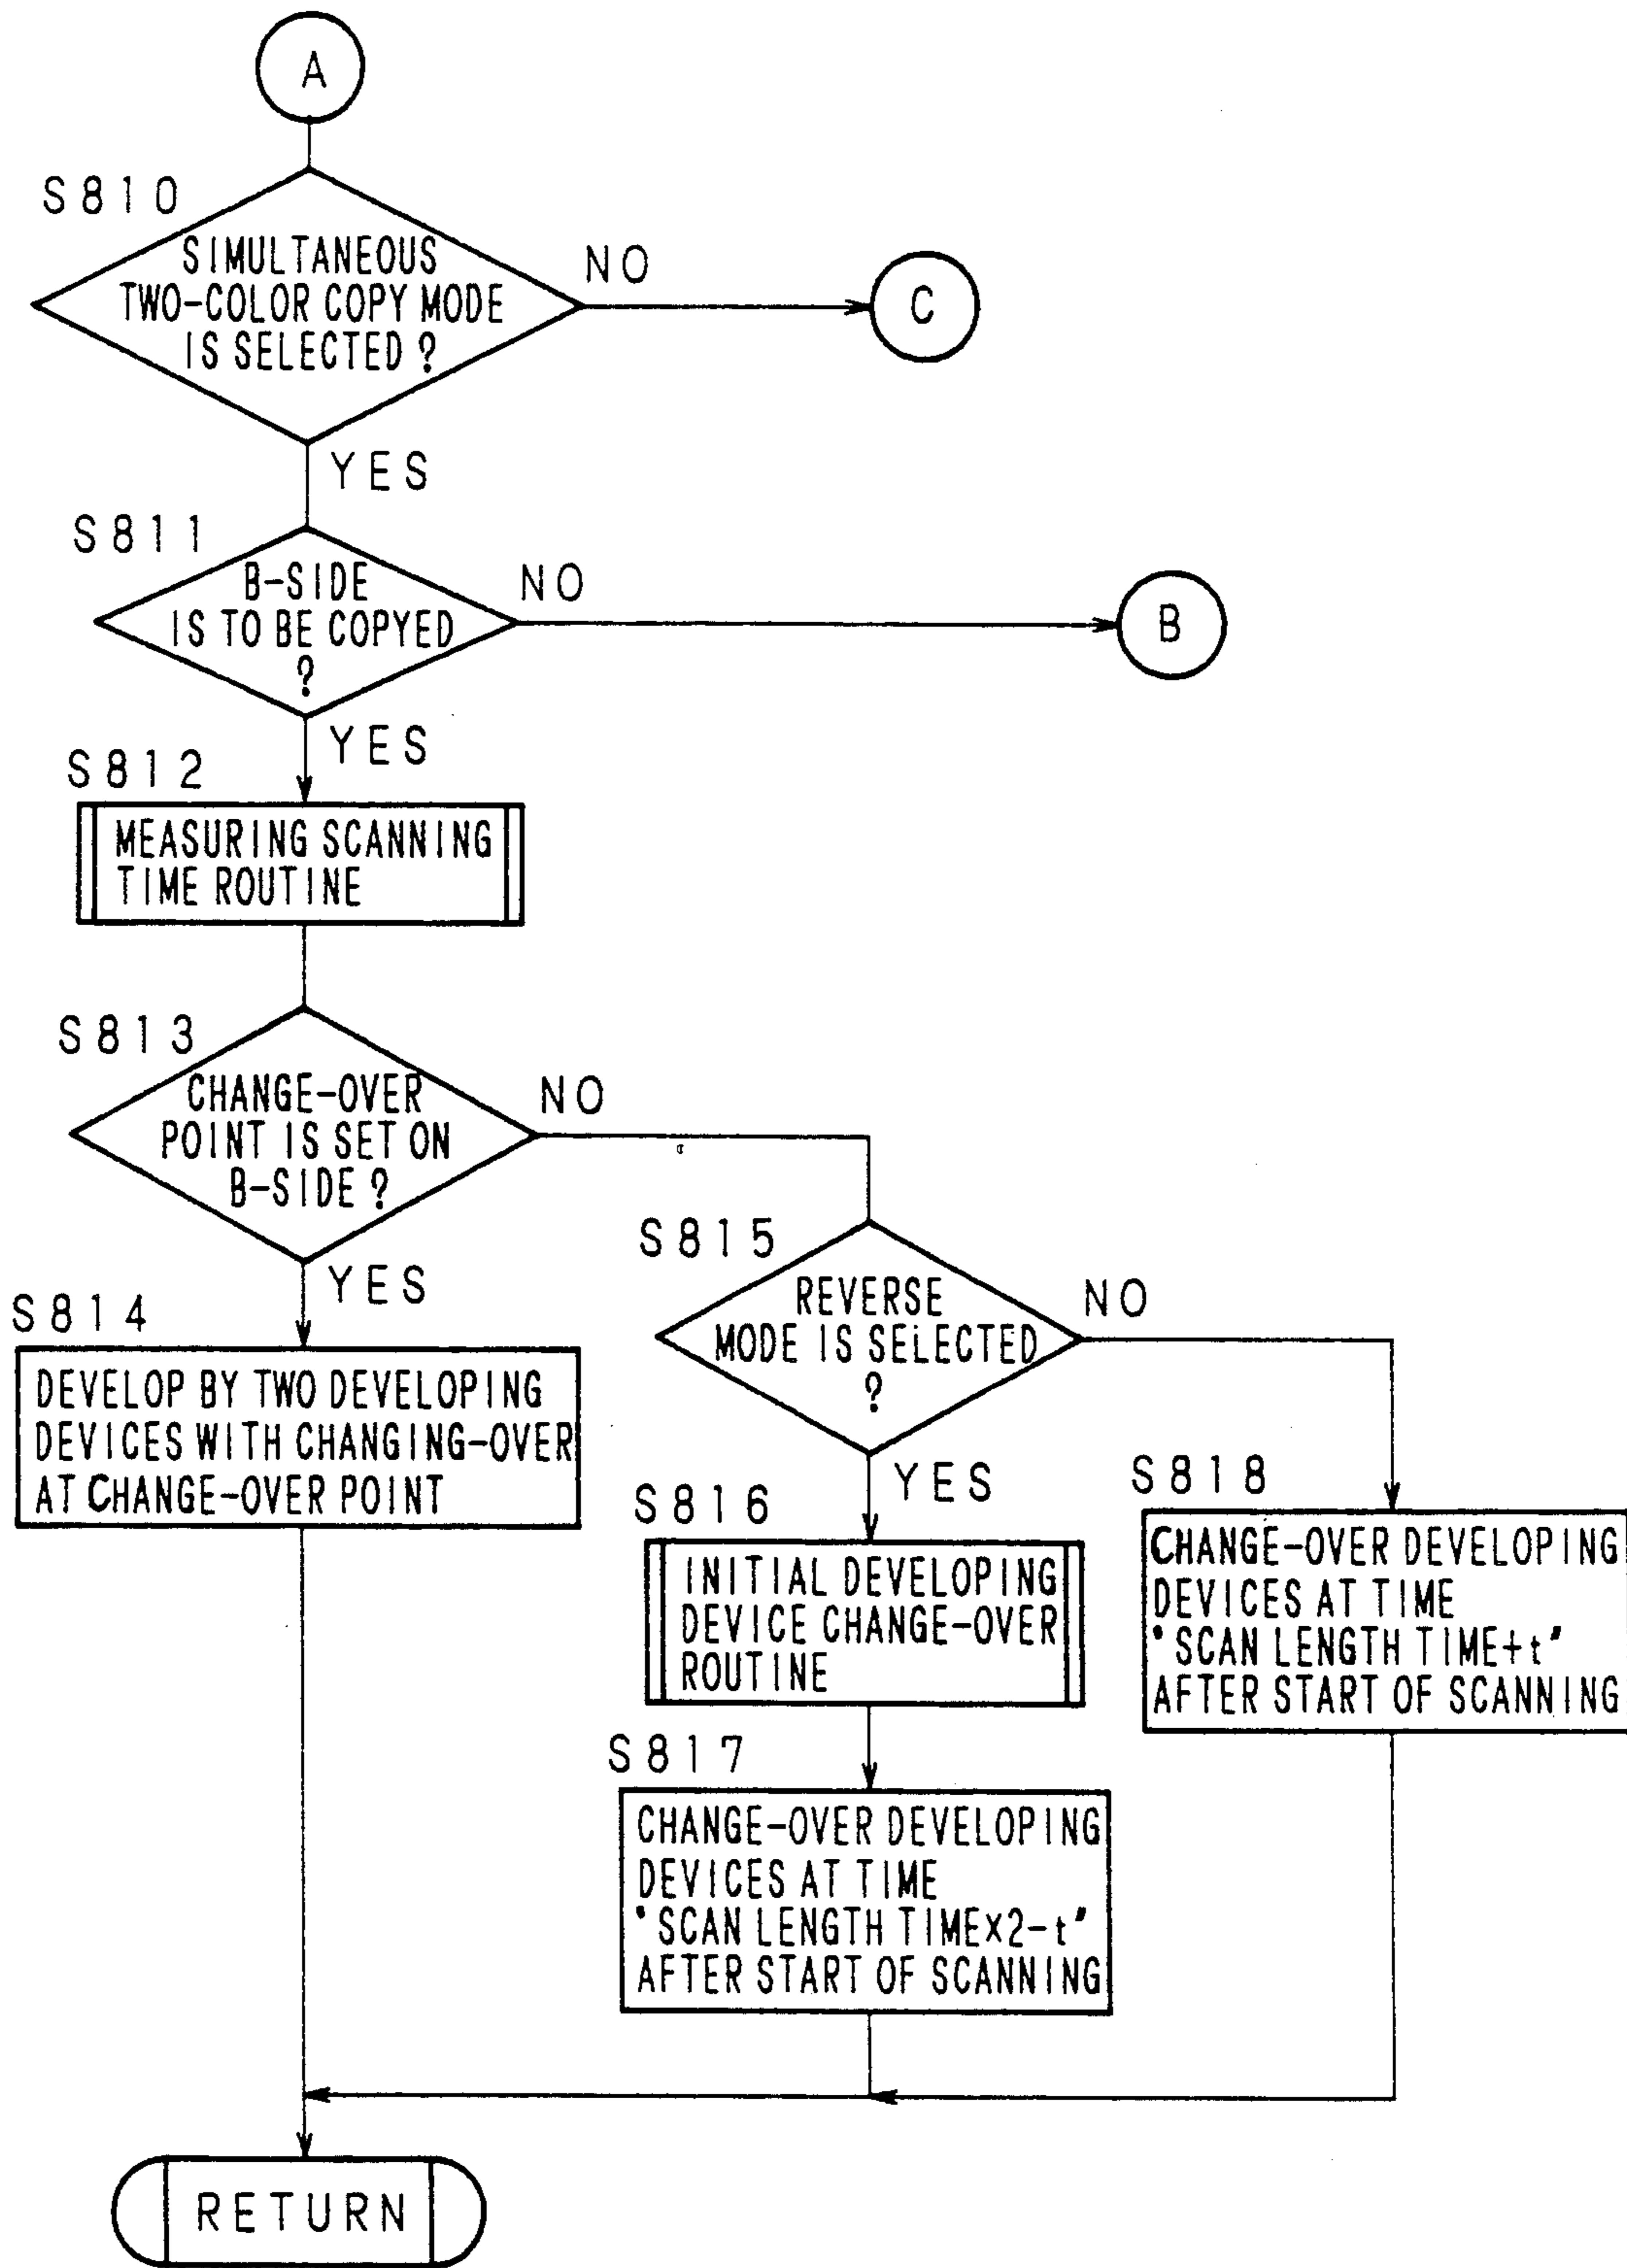 A
S810
SIMULTANEOUS
TWO-COLOR COPY MODE
IS SELECTED?
NO
C
YES
S811
B-SIDE
IS TO BE COPYED
?
NO
B
YES
S812
MEASURING SCANNING
TIME ROUTINE
S813
CHANGE-OVER
POINT IS SET ON
B-SIDE?
NO
YES
S814
DEVELOP BY TWO DEVELOPING
DEVICES WITH CHANGING-OVER
AT CHANGE-OVER POINT
S815
REVERSE
MODE IS SELECTED
?
NO
YES
S816
INITIAL DEVELOPING
DEVICE CHANGE-OVER
ROUTINE
S817
CHANGE-OVER DEVELOPING
DEVICES AT TIME
"SCAN LENGTH TIME×2-t"
AFTER START OF SCANNING
S818
CHANGE-OVER DEVELOPING
DEVICES AT TIME
"SCAN LENGTH TIME+t"
AFTER START OF SCANNING
RETURN